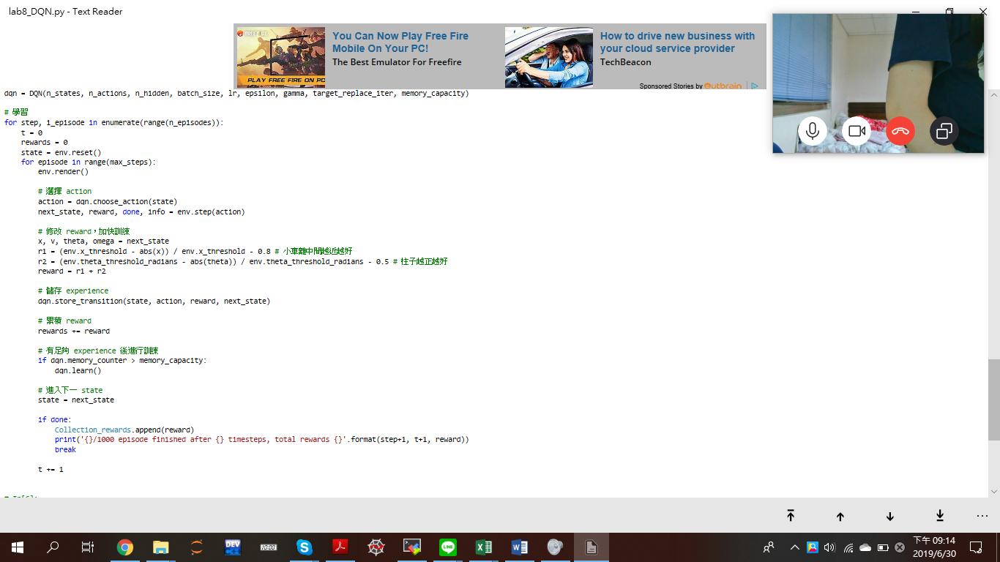 lab8_DQN.py - Text Reader
FREE FIRE
PLAY FREE FIRE ON PC
You Can Now Play Free Fire
Mobile On Your PC!
The Best Emulator For Freefire
How to drive new business with
your cloud service provider
TechBeacon
Sponsored Stories by Outbrain
dqn = DQN(n_states, n_actions, n_hidden, batch_size, lr, epsilon, gamma, target_replace_iter, memory_capacity)
# 學習
for step, i_episode in enumerate(range(n_episodes)):
t = 0
rewards = 0
state = env.reset()
for episode in range(max_steps):
env.render()
# 選擇 action
action = dqn.choose_action(state)
next_state, reward, done, info = env.step(action)
# 修改 reward，加快訓練
x, v, theta, omega = next_state
r1 = (env.x_threshold - abs(x)) / env.x_threshold - 0.8 # 小車離中間越近越好
r2 = (env.theta_threshold_radians - abs(theta)) / env.theta_threshold_radians - 0.5 # 柱子越正越好
reward = r1 + r2
# 儲存 experience
dqn.store_transition(state, action, reward, next_state)
# 累積 reward
rewards += reward
# 有足夠 experience 後進行訓練
if dqn.memory_counter > memory_capacity:
dqn.learn()
# 進入下一 state
state = next_state
if done:
Collection_rewards.append(reward)
print('{}/1000 episode finished after {} timesteps, total rewards {}'.format(step+1, t+1, reward))
break
t += 1
DEV
LINE
下午 09:14
2019/6/30